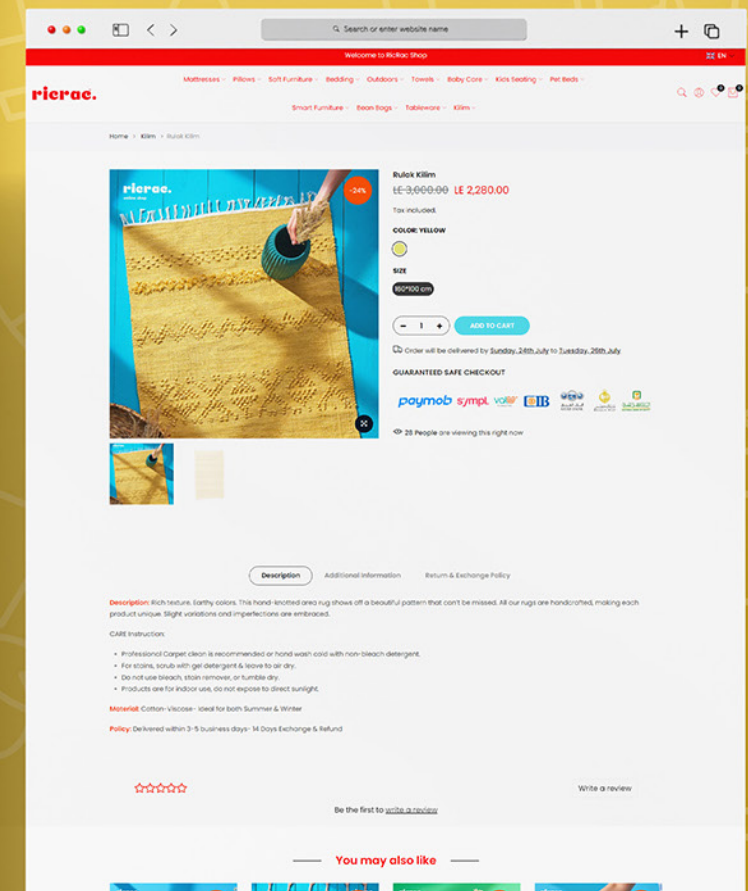 Search or enter website name
Welcome to RicRac Shop
EN
ricrac.
Mattresses Pillows Soft Furniture Bedding Outdoors Towels Baby Care Kids Seating Pet Beds
Smart Furniture Bean Bags Tableware Kilim
0 0
Home > Kilim > Rulak Kilim
ricrac.
online shop
-24%
Rulak Kilim
LE 3,000.00 LE 2,280.00
Tax included.
COLOR: YELLOW
SIZE
160*100 cm
- 1 +
ADD TO CART
Order will be delivered by Sunday, 24th July to Tuesday, 26th July
GUARANTEED SAFE CHECKOUT
paymob sympl. valU CIB
28 People are viewing this right now
Description Additional Information Return & Exchange Policy
Description: Rich texture. Earthy colors. This hand-knotted area rug shows off a beautiful pattern that can't be missed. All our rugs are handcrafted, making each
product unique. Slight variations and imperfections are embraced.
CARE Instruction:
• Professional Carpet clean is recommended or hand-wash cold with non-bleach detergent.
• For stains, scrub with gel detergent & leave to air dry.
• Do not use bleach, stain remover, or tumble dry.
• Products are for indoor use, do not expose to direct sunlight.
Material: Cotton-Viscose- Ideal for both Summer & Winter
Policy: Delivered within 3-5 business days- 14 Days Exchange & Refund
Write a review
Be the first to write a review
You may also like